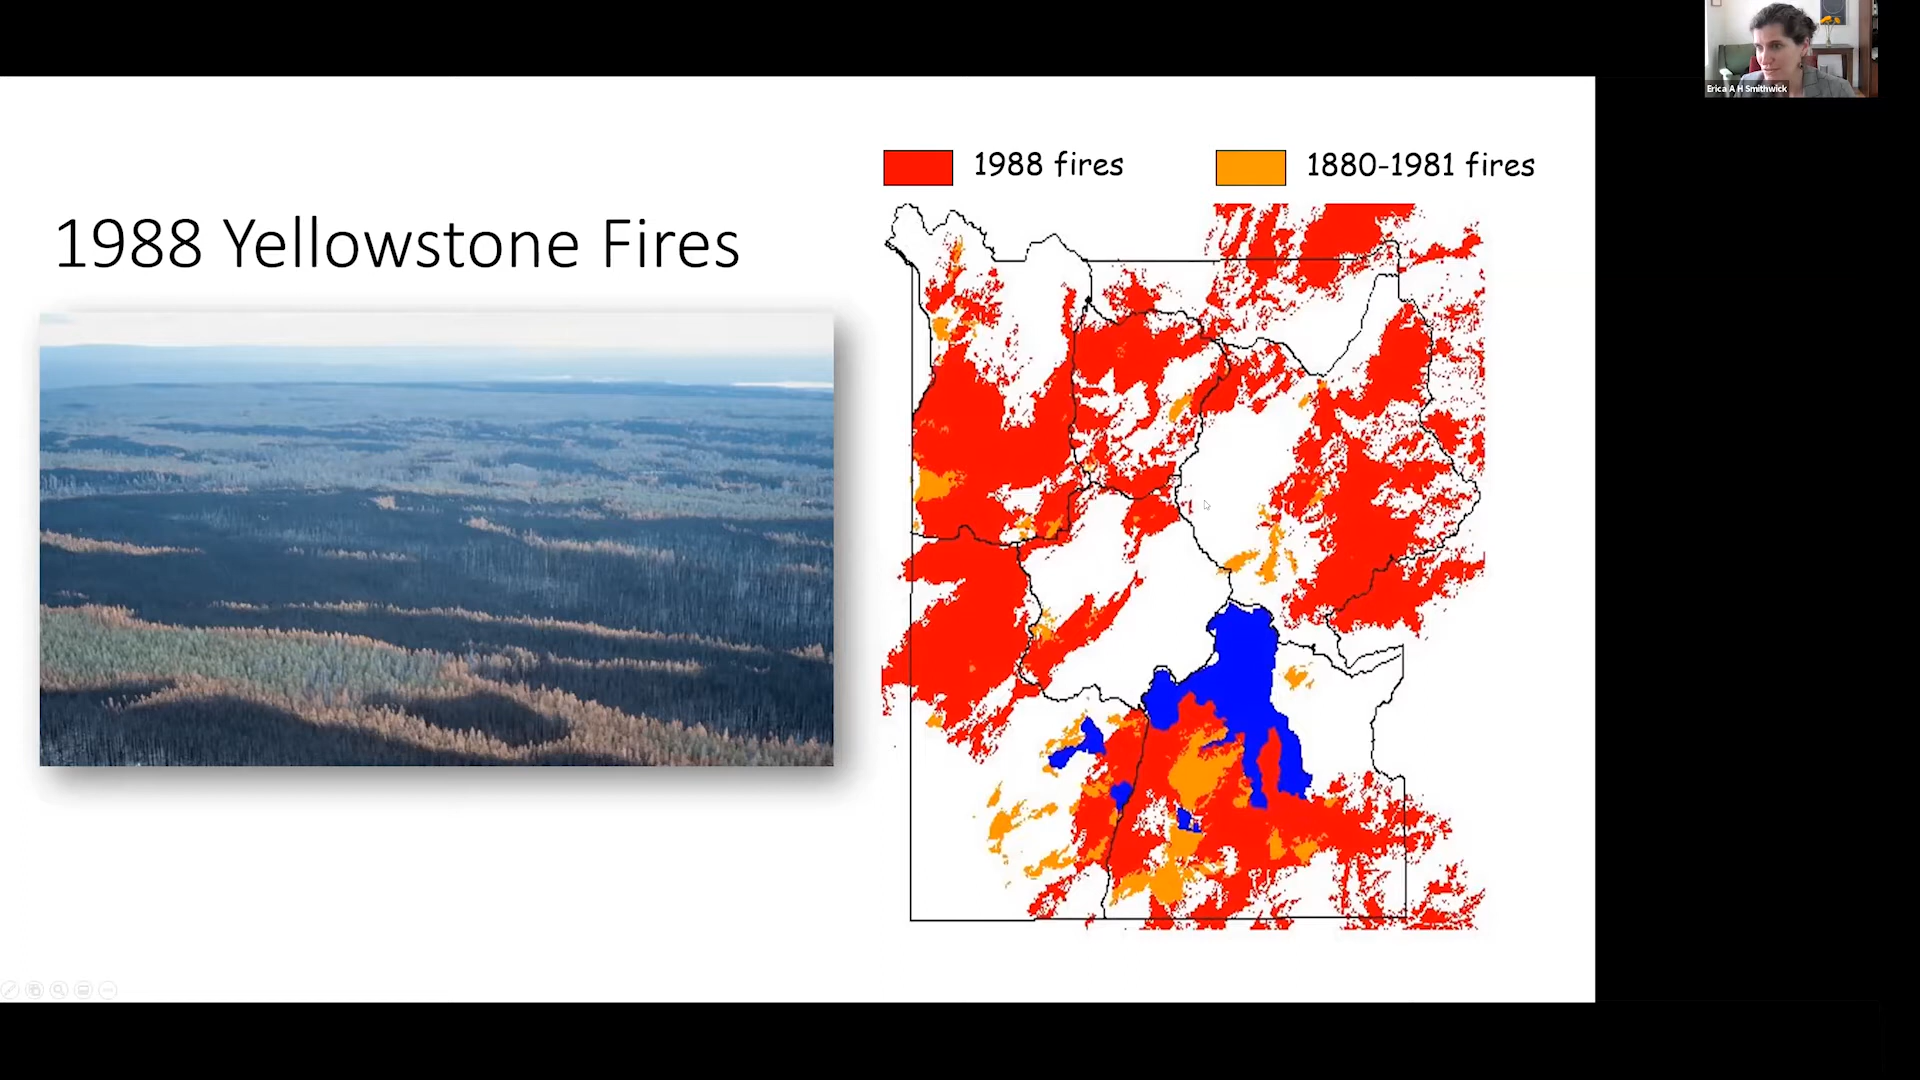 Erica A H Smithwick
1988 fires
1880-1981 fires
1988 Yellowstone Fires